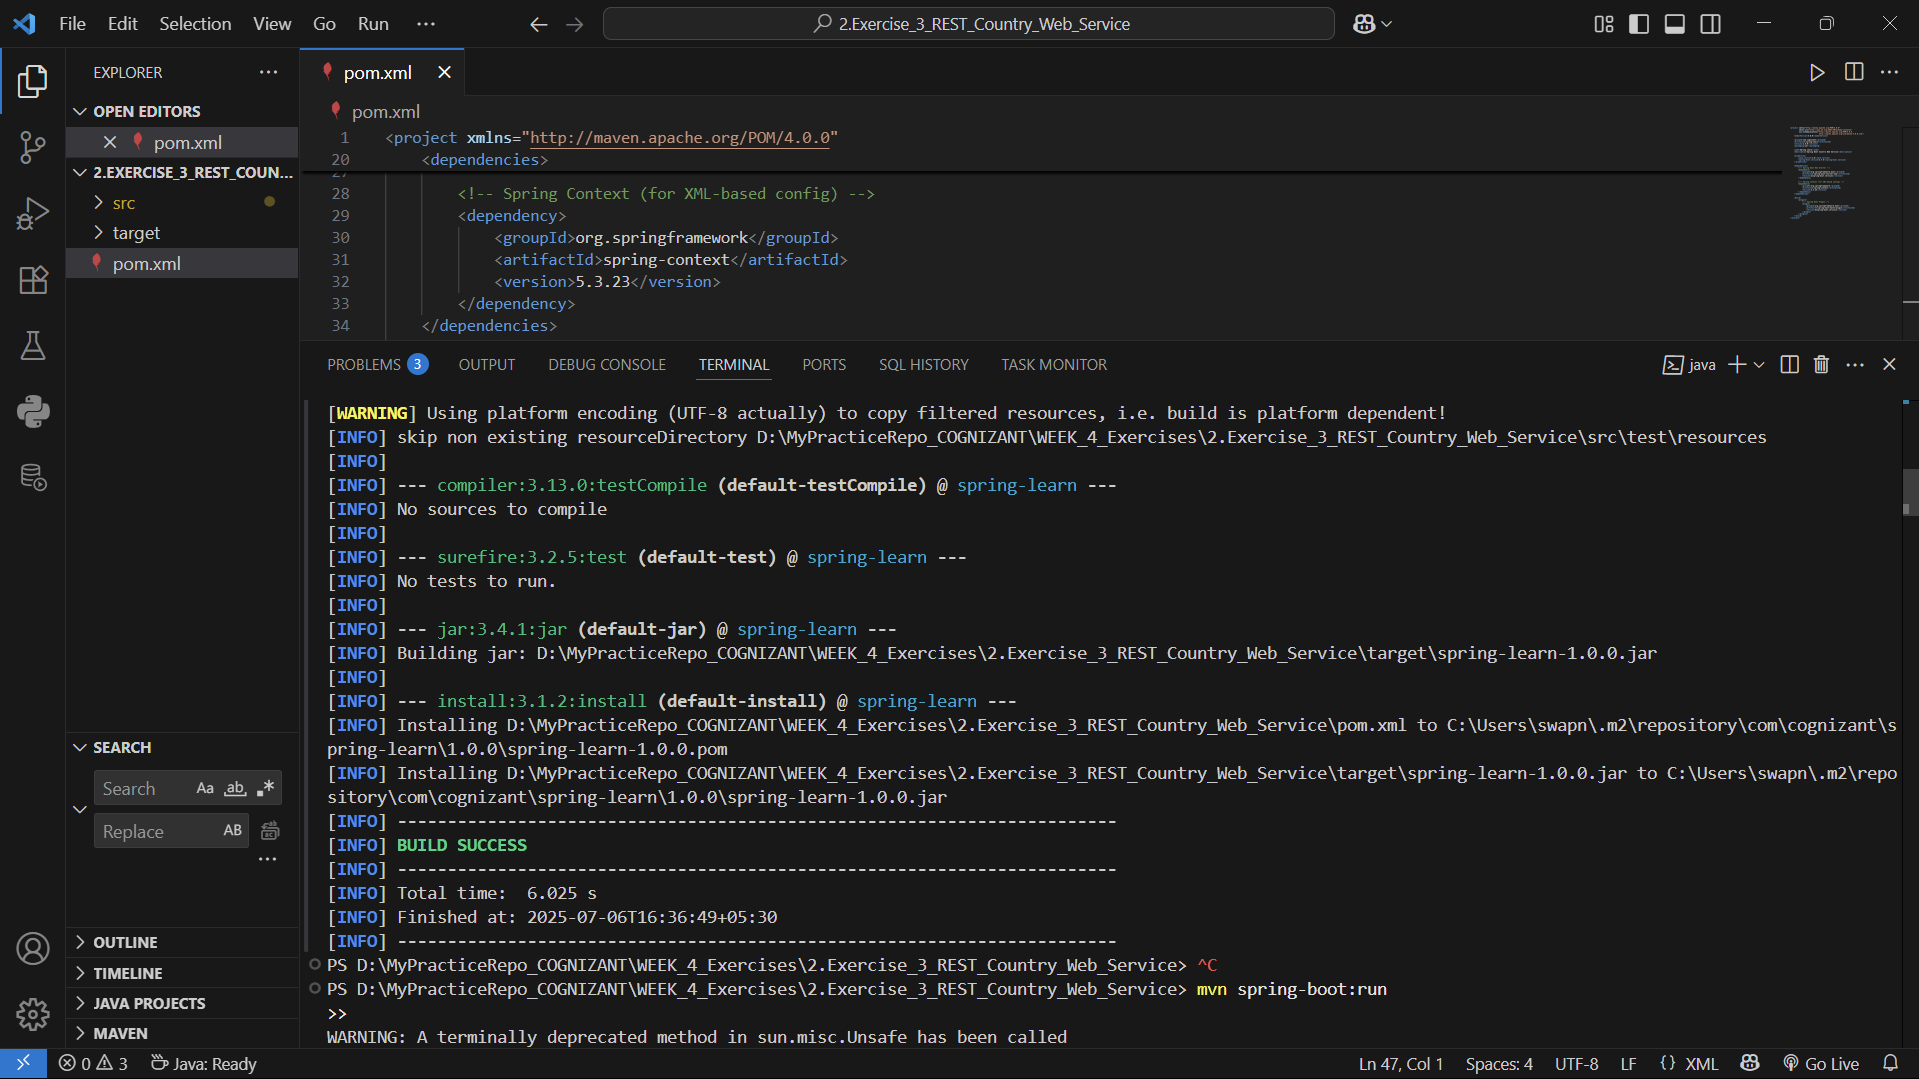 File Edit Selection View Go Run ···
2.Exercise_3_REST_Country_Web_Service
EXPLORER
OPEN EDITORS
pom.xml
2.EXERCISE_3_REST_COUN...
src
target
pom.xml
SEARCH
Search Aa ab .*
Replace AB
···
OUTLINE
TIMELINE
JAVA PROJECTS
MAVEN
pom.xml
pom.xml
1 <project xmlns="http://maven.apache.org/POM/4.0.0"
20 <dependencies>
27
28 <!-- Spring Context (for XML-based config) -->
29 <dependency>
30 <groupId>org.springframework</groupId>
31 <artifactId>spring-context</artifactId>
32 <version>5.3.23</version>
33 </dependency>
34 </dependencies>
PROBLEMS 3 OUTPUT DEBUG CONSOLE TERMINAL PORTS SQL HISTORY TASK MONITOR java
[WARNING] Using platform encoding (UTF-8 actually) to copy filtered resources, i.e. build is platform dependent!
[INFO] skip non existing resourceDirectory D:\MyPracticeRepo_COGNIZANT\WEEK_4_Exercises\2.Exercise_3_REST_Country_Web_Service\src\test\resources
[INFO]
[INFO] --- compiler:3.13.0:testCompile (default-testCompile) @ spring-learn ---
[INFO] No sources to compile
[INFO]
[INFO] --- surefire:3.2.5:test (default-test) @ spring-learn ---
[INFO] No tests to run.
[INFO]
[INFO] --- jar:3.4.1:jar (default-jar) @ spring-learn ---
[INFO] Building jar: D:\MyPracticeRepo_COGNIZANT\WEEK_4_Exercises\2.Exercise_3_REST_Country_Web_Service\target\spring-learn-1.0.0.jar
[INFO]
[INFO] --- install:3.1.2:install (default-install) @ spring-learn ---
[INFO] Installing D:\MyPracticeRepo_COGNIZANT\WEEK_4_Exercises\2.Exercise_3_REST_Country_Web_Service\pom.xml to C:\Users\swapn\.m2\repository\com\cognizant\s
pring-learn\1.0.0\spring-learn-1.0.0.pom
[INFO] Installing D:\MyPracticeRepo_COGNIZANT\WEEK_4_Exercises\2.Exercise_3_REST_Country_Web_Service\target\spring-learn-1.0.0.jar to C:\Users\swapn\.m2\repo
sitory\com\cognizant\spring-learn\1.0.0\spring-learn-1.0.0.jar
[INFO] ------------------------------------------------------------------------
[INFO] BUILD SUCCESS
[INFO] ------------------------------------------------------------------------
[INFO] Total time:  6.025 s
[INFO] Finished at: 2025-07-06T16:36:49+05:30
[INFO] ------------------------------------------------------------------------
PS D:\MyPracticeRepo_COGNIZANT\WEEK_4_Exercises\2.Exercise_3_REST_Country_Web_Service> ^C
PS D:\MyPracticeRepo_COGNIZANT\WEEK_4_Exercises\2.Exercise_3_REST_Country_Web_Service> mvn spring-boot:run
>>
WARNING: A terminally deprecated method in sun.misc.Unsafe has been called
0 3 Java: Ready Ln 47, Col 1 Spaces: 4 UTF-8 LF {} XML Go Live